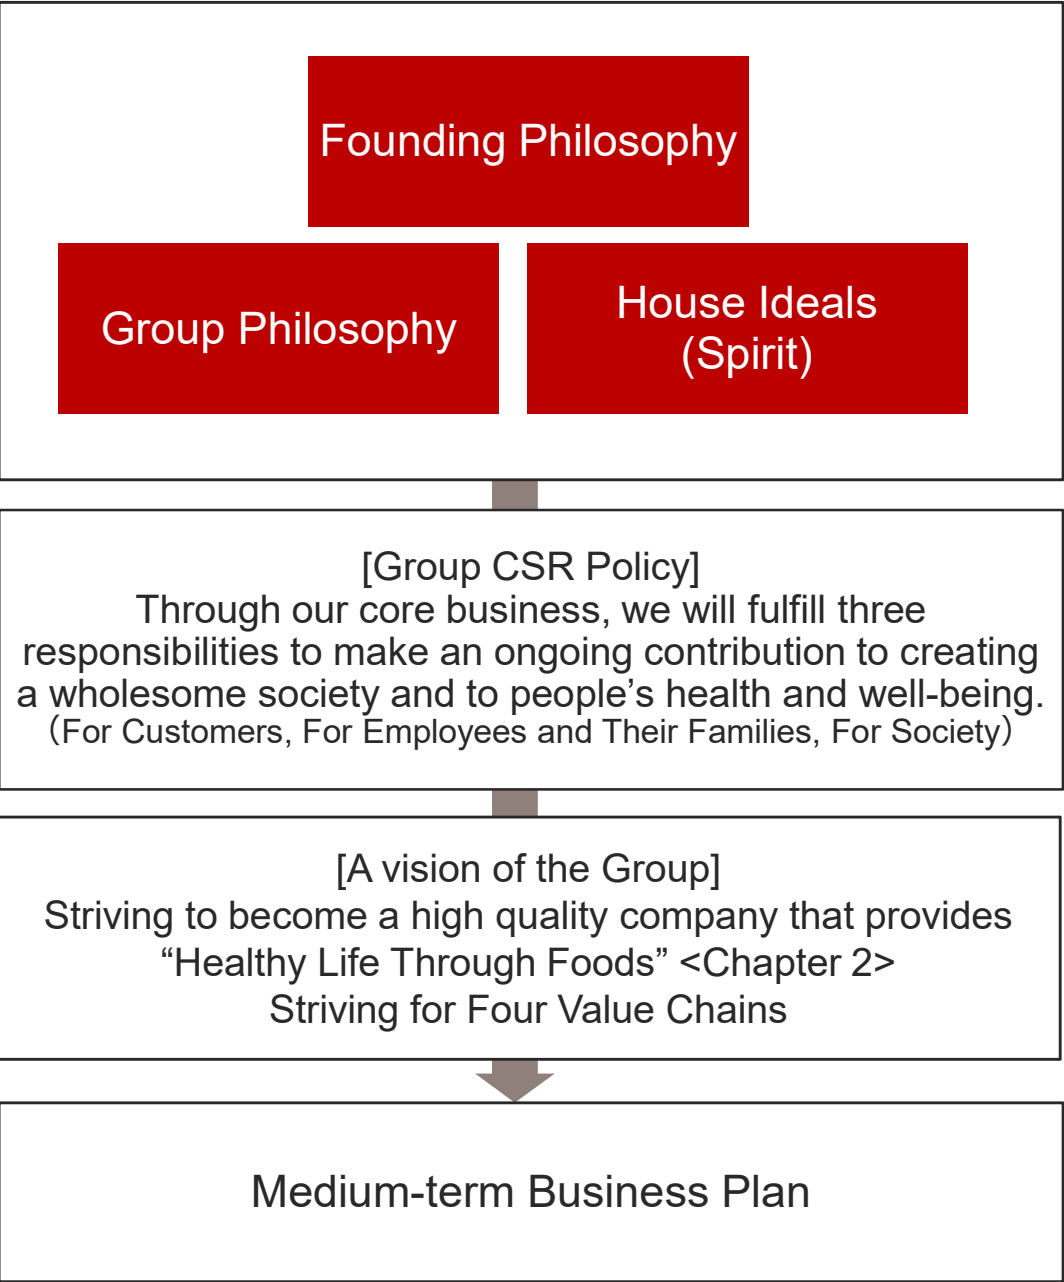 Founding Philosophy
Group Philosophy
House Ideals
(Spirit)
[Group CSR Policy]
Through our core business, we will fulfill three
responsibilities to make an ongoing contribution to creating
a wholesome society and to people’s health and well-being.
（For Customers, For Employees and Their Families, For Society）
[A vision of the Group]
Striving to become a high quality company that provides
“Healthy Life Through Foods” <Chapter 2>
Striving for Four Value Chains
Medium-term Business Plan